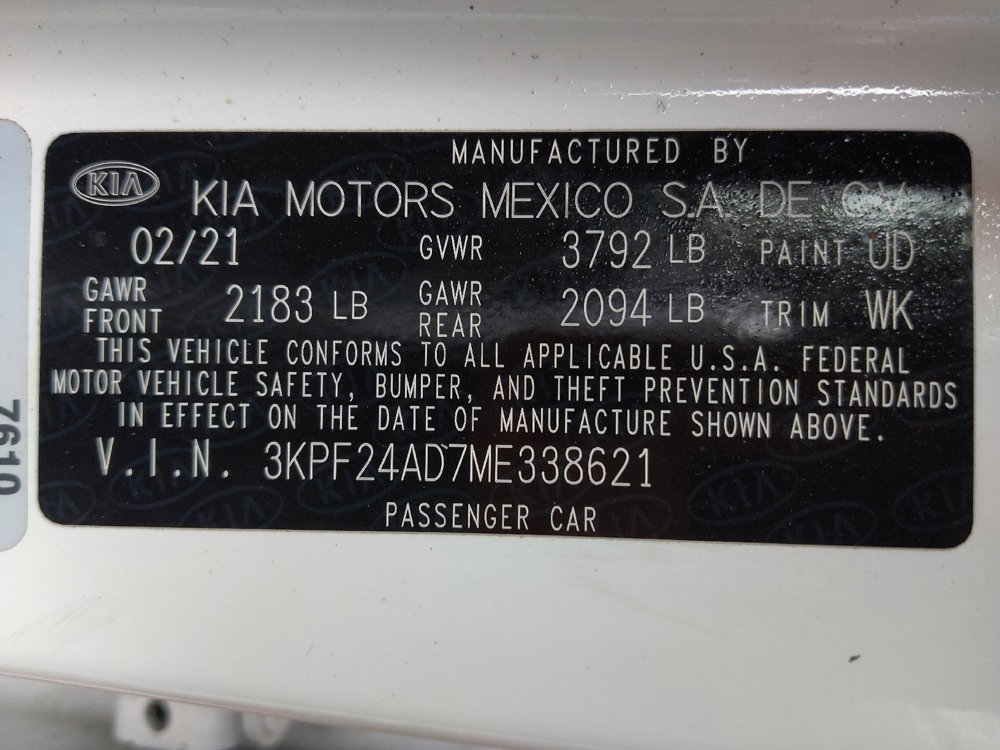 MANUFACTURED BY
KIA
KIA MOTORS MEXICO S.A. DE C.V.
02/21 GVWR 3792 LB PAINT UD
GAWR FRONT 2183 LB GAWR REAR 2094 LB TRIM WK
THIS VEHICLE CONFORMS TO ALL APPLICABLE U.S.A. FEDERAL
MOTOR VEHICLE SAFETY, BUMPER, AND THEFT PREVENTION STANDARDS
IN EFFECT ON THE DATE OF MANUFACTURE SHOWN ABOVE.
V.I.N. 3KPF24AD7ME338621
PASSENGER CAR